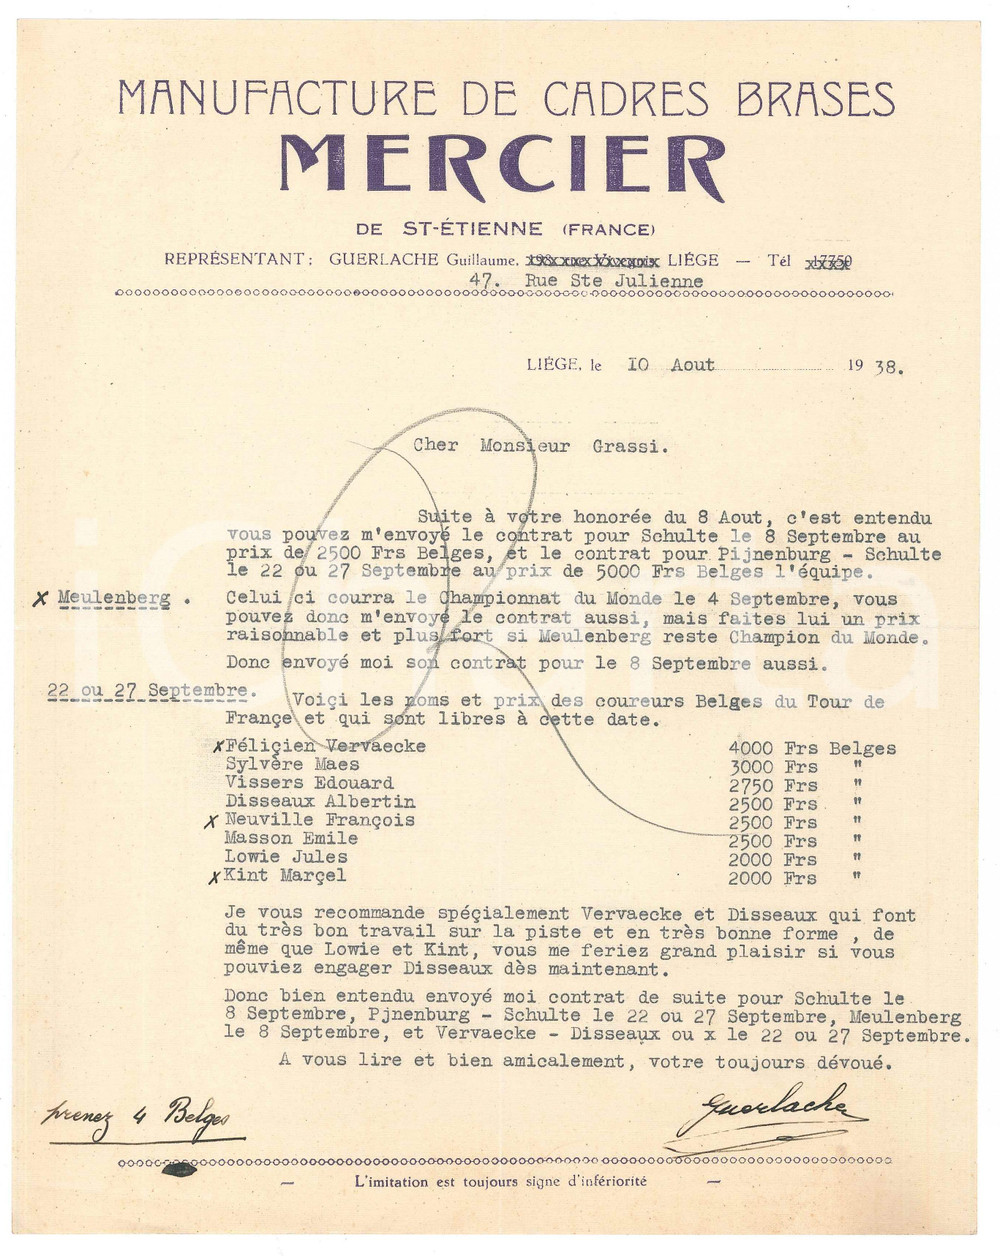 MANUFACTURE DE CADRES BRASES
MERCIER
DE ST-ÉTIENNE (FRANCE)
REPRÉSENTANT: GUERLACHE Guillaume, LIÉGE — Tél 17750
47. Rue Ste Julienne
LIÉGE, le IO Aout 19 38.
Cher Monsieur Grassi.
Suite à votre honorée du 8 Aout, c'est entendu
vous pouvez m'envoyé le contrat pour Schulte le 8 Septembre au
prix de 2500 Frs Belges, et le contrat pour Pijnenburg - Schulte
le 22 ou 27 Septembre au prix de 5000 Frs Belges l'équipe.
x Meulenberg . Celui ci courra le Championnat du Monde le 4 Septembre, vous
pouvez donc m'envoyé le contrat aussi, mais faites lui un prix
raisonnable et plus fort si Meulenberg reste Champion du Monde.
Donc envoyé moi son contrat pour le 8 Septembre aussi.
22 ou 27 Septembre.
Voiçi les noms et prix des coureurs Belges du Tour de
Françe et qui sont libres à cette date.
x Féliçien Vervaecke 4000 Frs Belges
Sylvère Maes 3000 Frs "
Vissers Edouard 2750 Frs "
Disseaux Albertin 2500 Frs "
x Neuville François 2500 Frs "
Masson Emile 2500 Frs "
Lowie Jules 2000 Frs "
x Kint Marçel 2000 Frs "
Je vous recommande spéçialement Vervaecke et Disseaux qui font
du très bon travail sur la piste et en très bonne forme , de
même que Lowie et Kint, vous me feriez grand plaisir si vous
pouviez engager Disseaux dès maintenant.
Donc bien entendu envoyé moi contrat de suite pour Schulte le
8 Septembre, Pjnenburg - Schulte le 22 ou 27 Septembre, Meulenberg
le 8 Septembre, et Vervaecke - Disseaux ou x le 22 ou 27 Septembre.
A vous lire et bien amicalement, votre toujours dévoué.
prenez 4 Belges
Guerlache
— L'imitation est toujours signe d'infériorité —